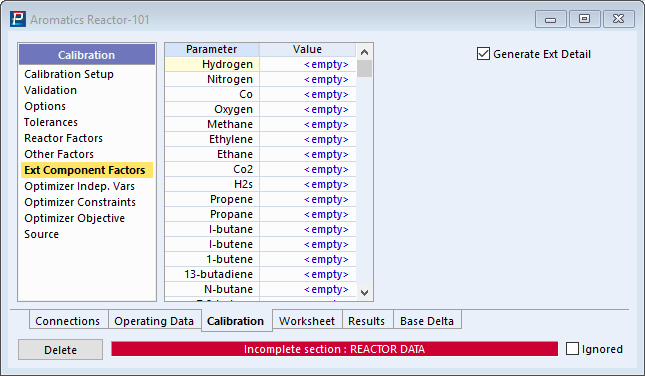 Aromatics Reactor-101
Calibration
Calibration Setup
Validation
Options
Tolerances
Reactor Factors
Other Factors
Ext Component Factors
Optimizer Indep. Vars
Optimizer Constraints
Optimizer Objective
Source
Parameter Value
Hydrogen <empty>
Nitrogen <empty>
Co <empty>
Oxygen <empty>
Methane <empty>
Ethylene <empty>
Ethane <empty>
Co2 <empty>
H2s <empty>
Propene <empty>
Propane <empty>
I-butane <empty>
I-butene <empty>
1-butene <empty>
13-butadiene <empty>
N-butane <empty>
Generate Ext Detail
Connections Operating Data Calibration Worksheet Results Base Delta
Delete Incomplete section : REACTOR DATA Ignored